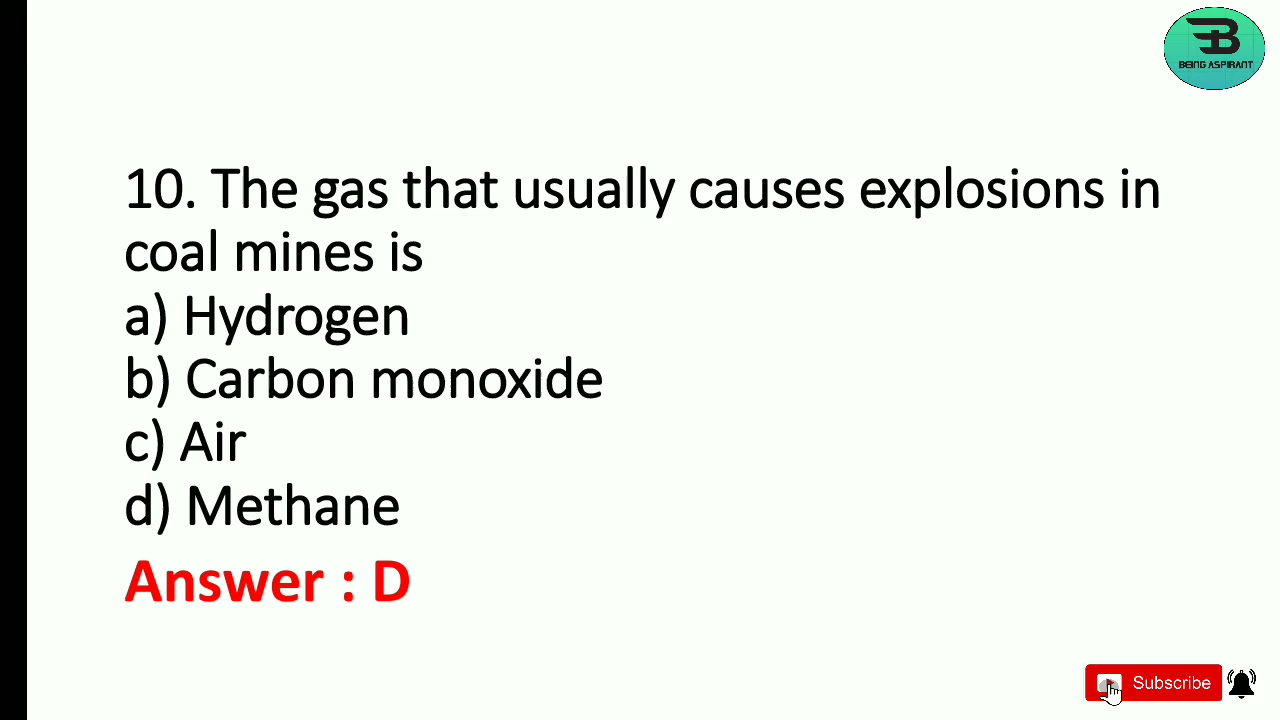 BEING ASPIRANT
10. The gas that usually causes explosions in
coal mines is
a) Hydrogen
b) Carbon monoxide
c) Air
d) Methane
Answer : D
Subscribe